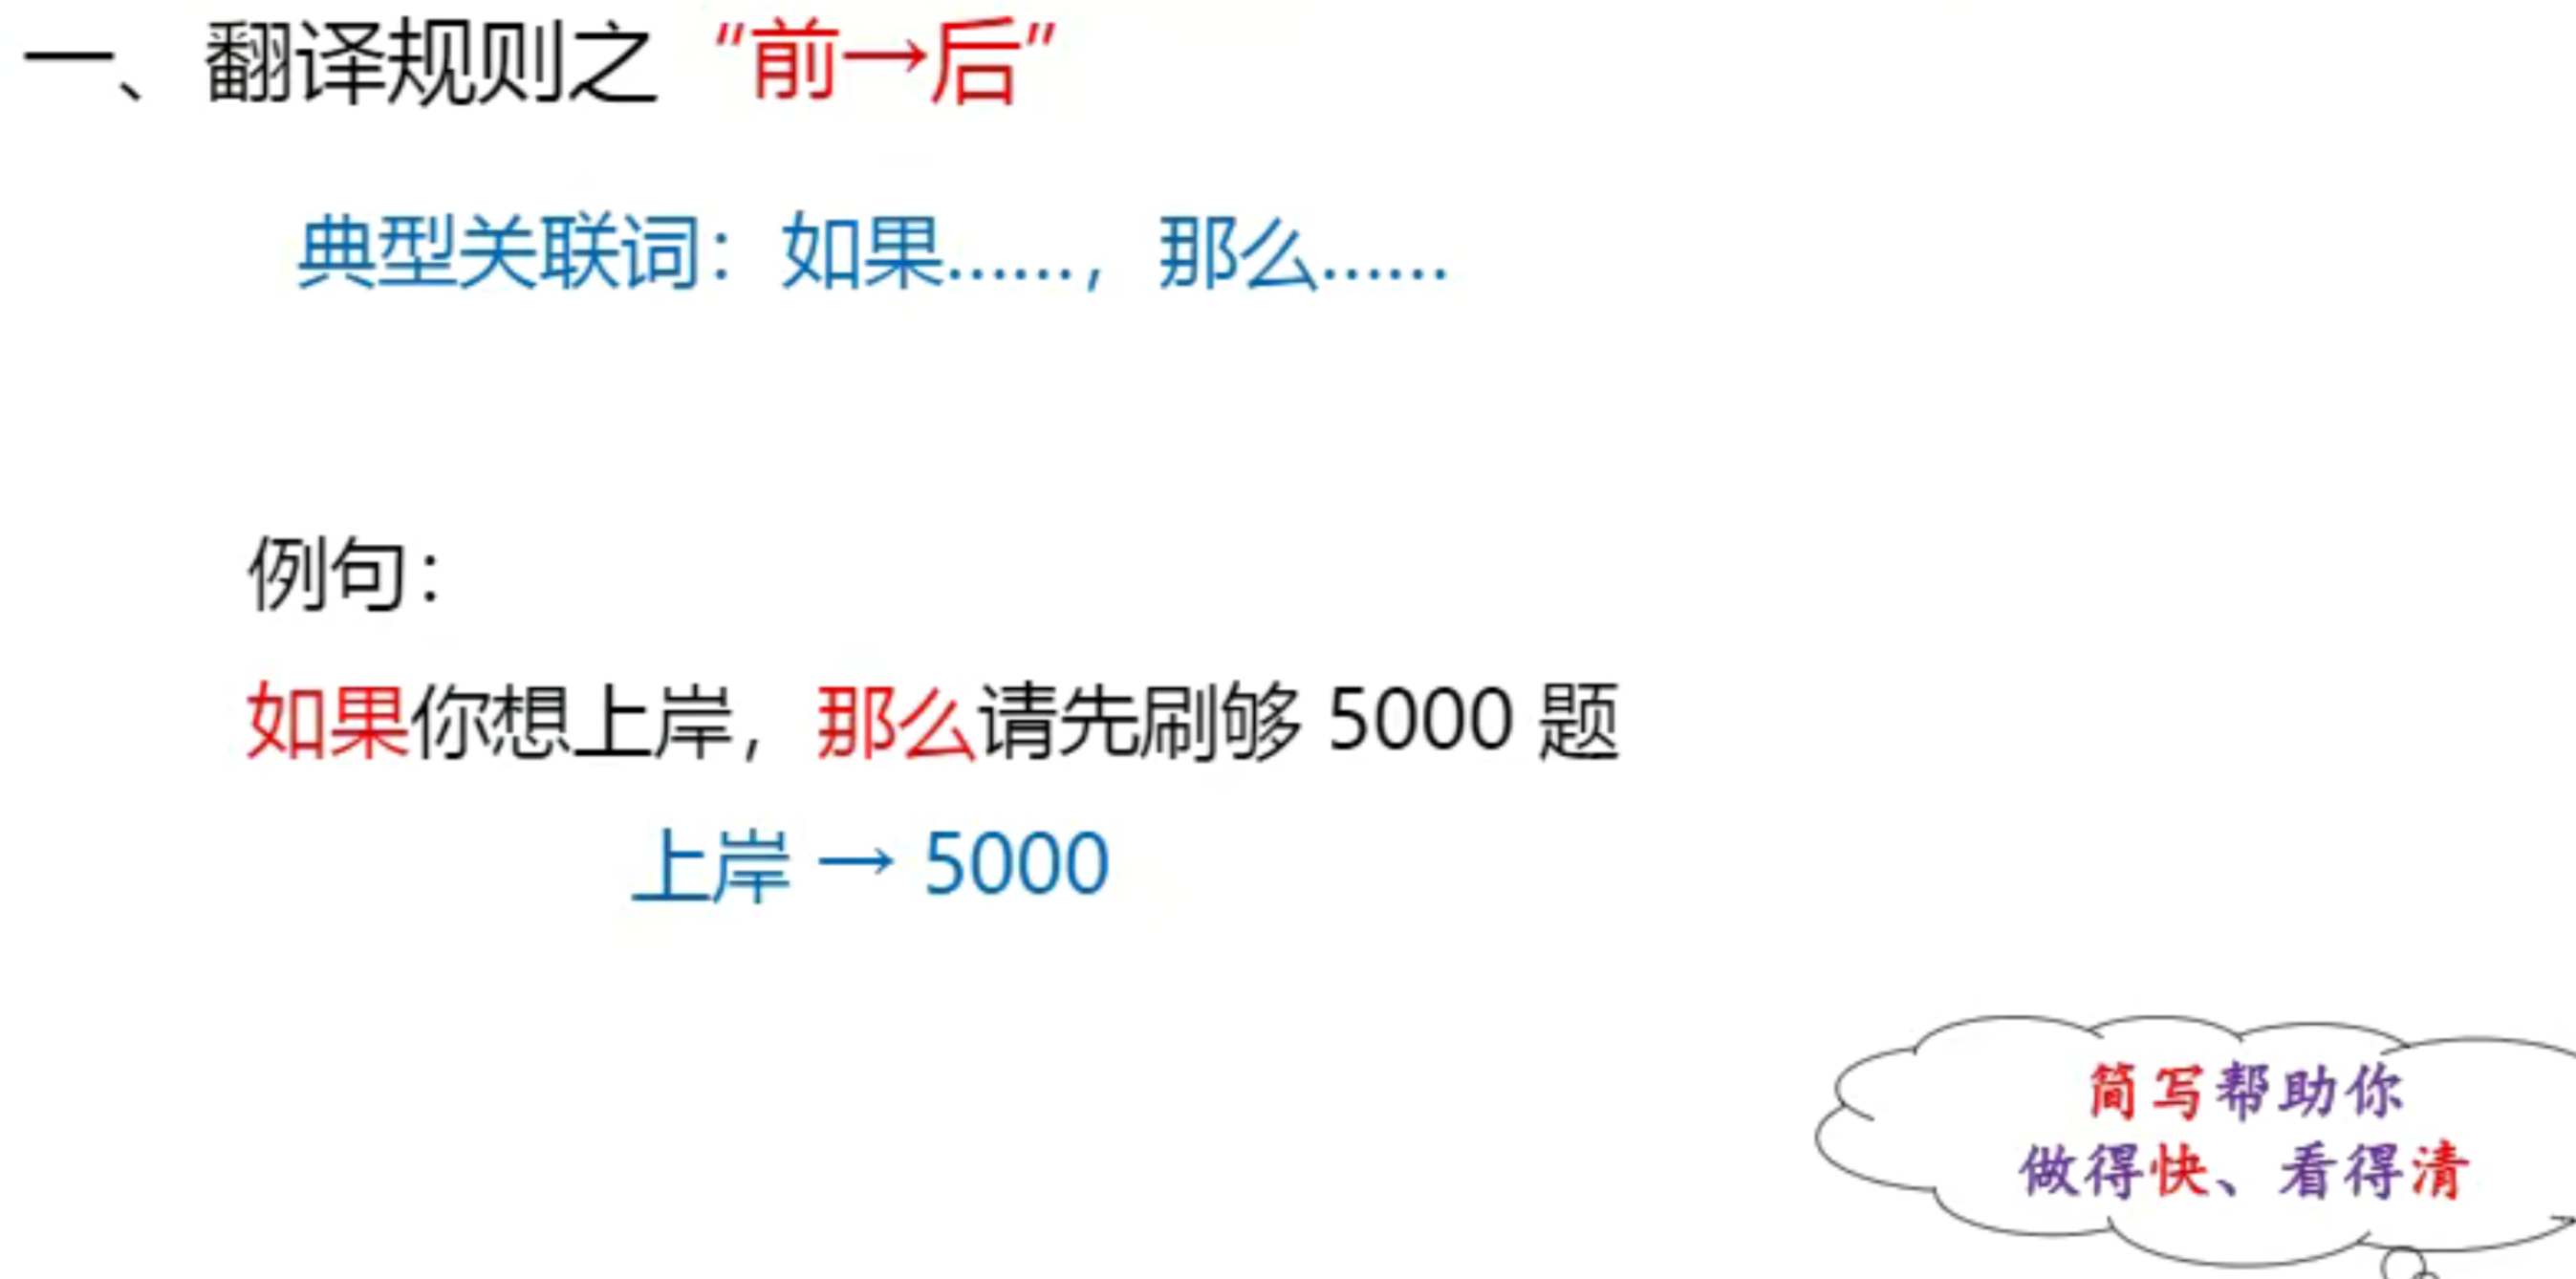 一、翻译规则之 “前→后”
典型关联词：如果……，那么……
例句：
如果你想上岸，那么请先刷够 5000 题
上岸 → 5000
简写帮助你
做得快、看得清